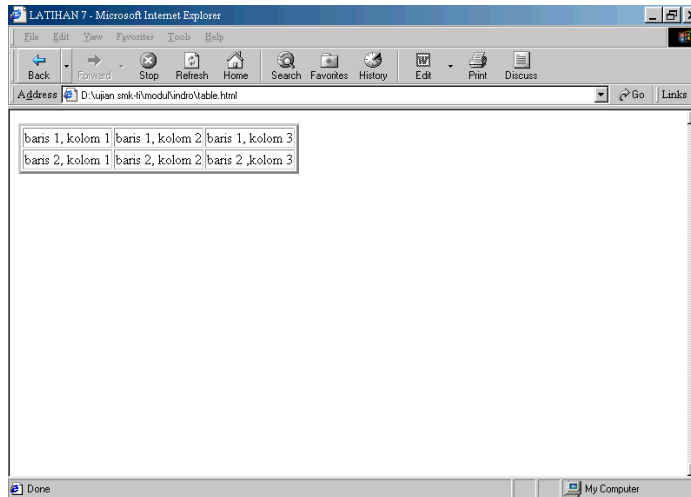 LATIHAN 7 - Microsoft Internet Explorer
File Edit View Favorites Tools Help
Back Forward Stop Refresh Home Search Favorites History Edit Print Discuss
Address D:\ujian smk-ti\modul\indro\table.html Go Links
baris 1, kolom 1 baris 1, kolom 2 baris 1, kolom 3
baris 2, kolom 1 baris 2, kolom 2 baris 2 ,kolom 3
Done My Computer